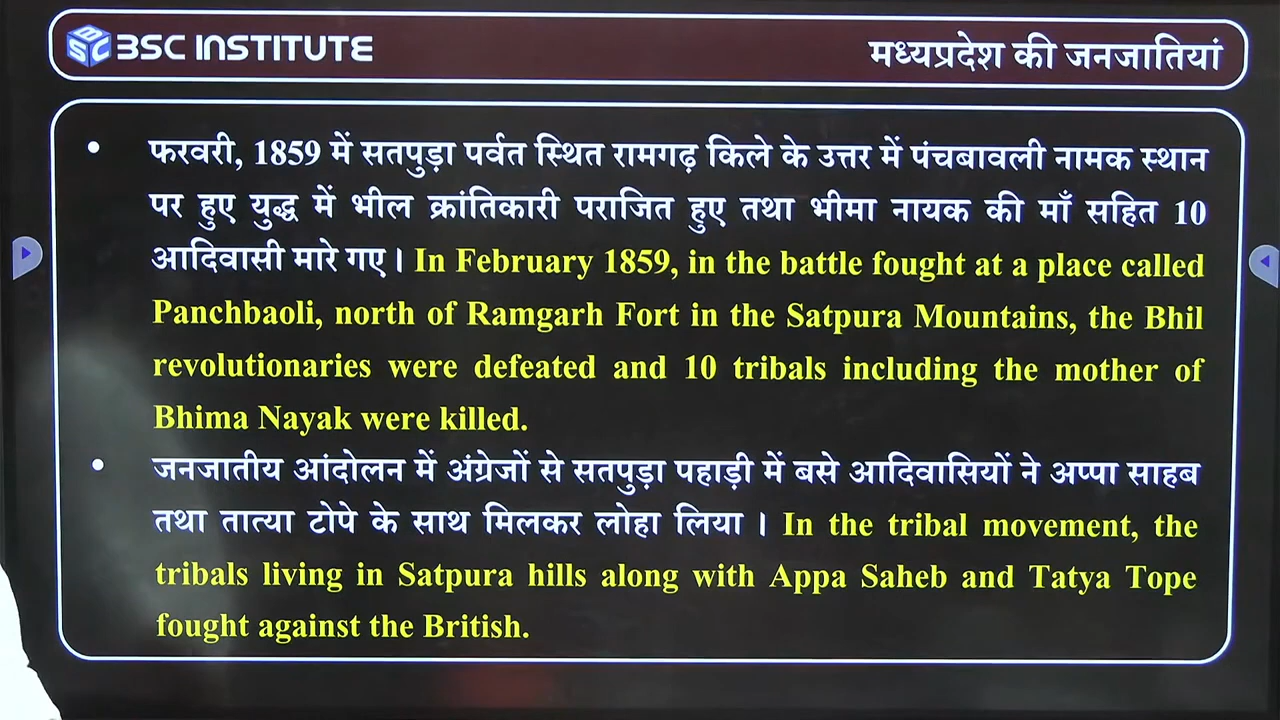 BSC 3SC INSTITUTE
मध्यप्रदेश की जनजातियां
• फरवरी, 1859 में सतपुड़ा पर्वत स्थित रामगढ़ किले के उत्तर में पंचबावली नामक स्थान
पर हुए युद्ध में भील क्रांतिकारी पराजित हुए तथा भीमा नायक की माँ सहित 10
आदिवासी मारे गए। In February 1859, in the battle fought at a place called
Panchbaoli, north of Ramgarh Fort in the Satpura Mountains, the Bhil
revolutionaries were defeated and 10 tribals including the mother of
Bhima Nayak were killed.
• जनजातीय आंदोलन में अंग्रेजों से सतपुड़ा पहाड़ी में बसे आदिवासियों ने अप्पा साहब
तथा तात्या टोपे के साथ मिलकर लोहा लिया । In the tribal movement, the
tribals living in Satpura hills along with Appa Saheb and Tatya Tope
fought against the British.